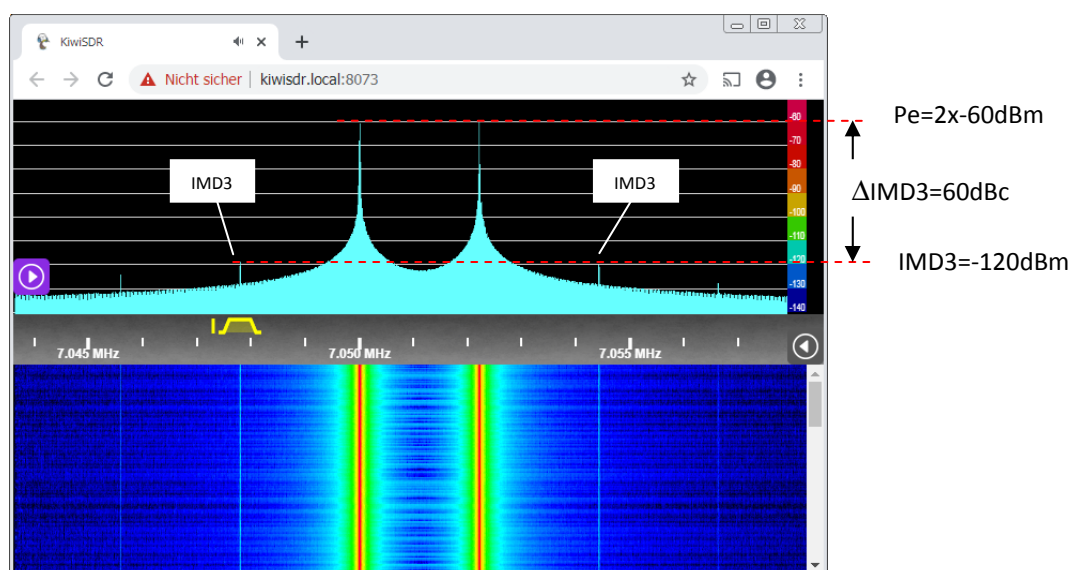 KiwiSDR
Nicht sicher | kiwisdr.local:8073
Pe=2x-60dBm
-60
-70
-80
IMD3
IMD3
-90
ΔIMD3=60dBc
-100
-110
-120
IMD3=-120dBm
-130
-140
7.045 MHz
7.050 MHz
7.055 MHz